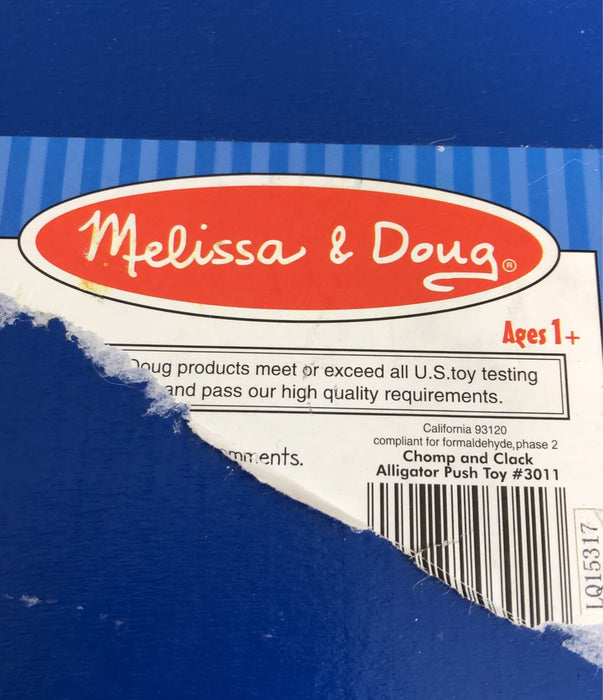 Melissa & Doug®
Ages 1+
Doug products meet or exceed all U.S.toy testing
and pass our high quality requirements.
California 93120
compliant for formaldehyde,phase 2
Chomp and Clack
Alligator Push Toy #3011
LQ15317